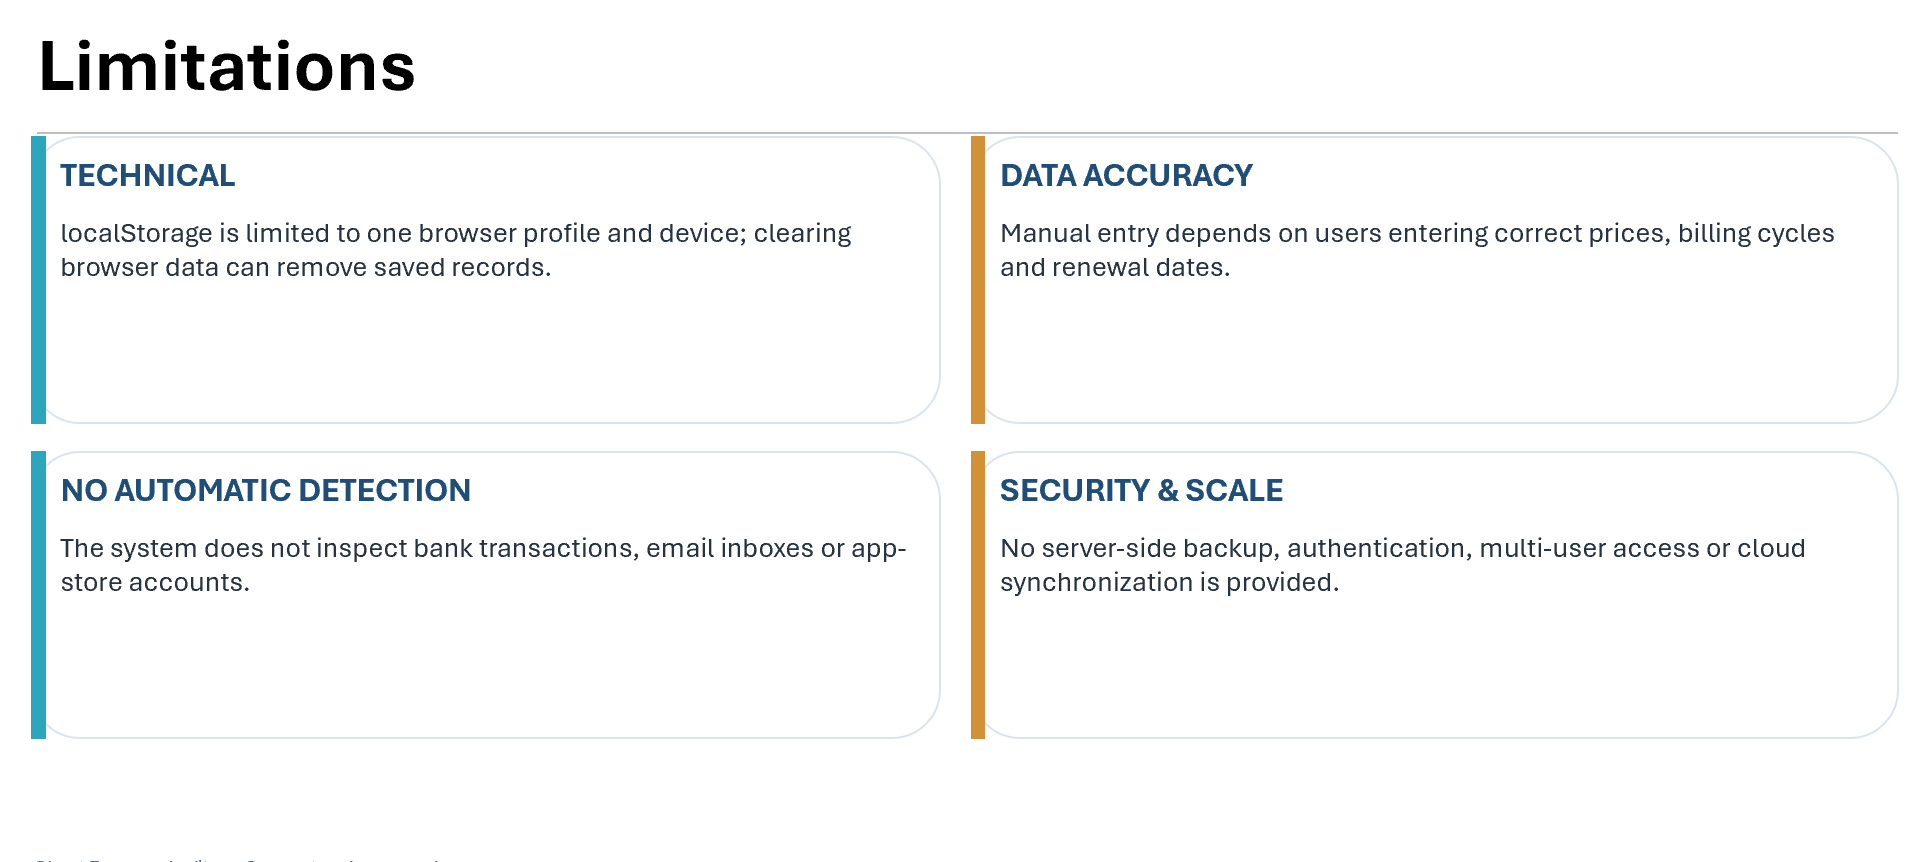 Limitations
TECHNICAL
localStorage is limited to one browser profile and device; clearing
browser data can remove saved records.
DATA ACCURACY
Manual entry depends on users entering correct prices, billing cycles
and renewal dates.
NO AUTOMATIC DETECTION
The system does not inspect bank transactions, email inboxes or app-
store accounts.
SECURITY & SCALE
No server-side backup, authentication, multi-user access or cloud
synchronization is provided.